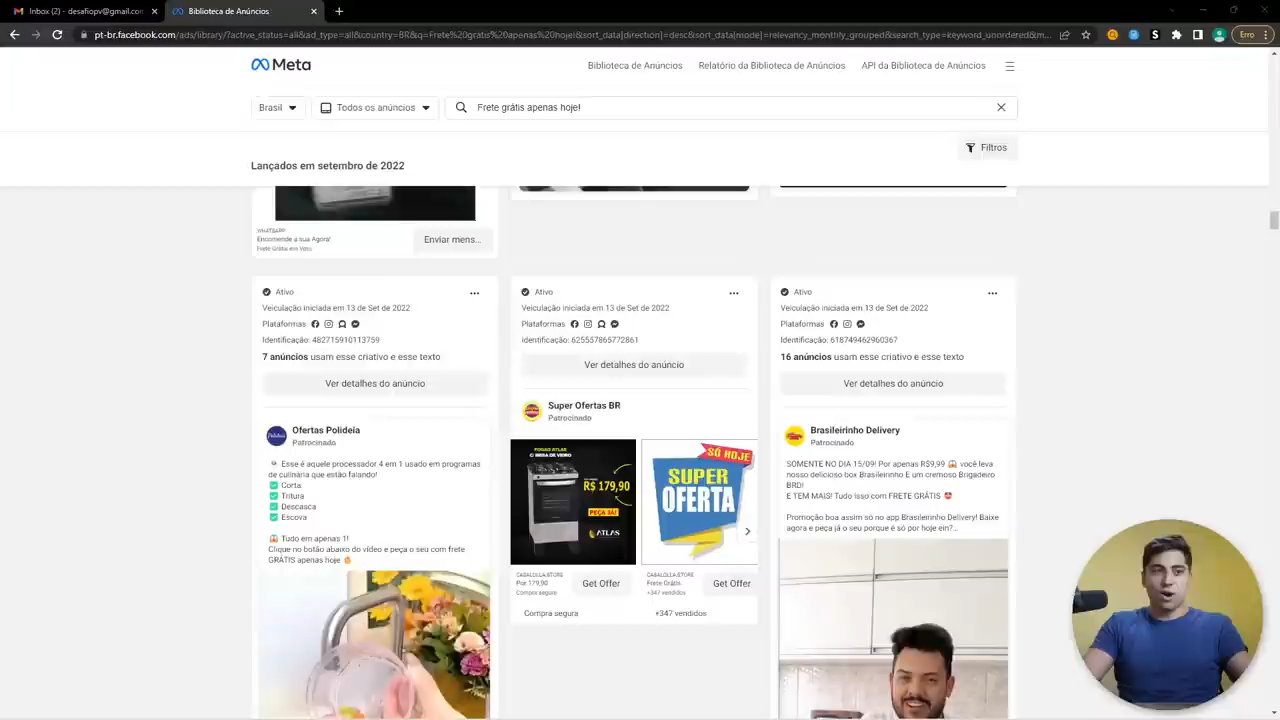 Inbox (2) - desafiopv@gmail.com
Biblioteca de Anúncios
pt-br.facebook.com/ads/library/?active_status=all&ad_type=all&country=BR&q=Frete%20grátis%20apenas%20hoje!&sort_data[direction]=desc&sort_data[mode]=relevancy_monthly_grouped&search_type=keyword_unordered&m...
Erro
Meta
Biblioteca de Anúncios
Relatório da Biblioteca de Anúncios
API da Biblioteca de Anúncios
Brasil
Todos os anúncios
Frete grátis apenas hoje!
Filtros
Lançados em setembro de 2022
WHATSAPP
Encomende a sua Agora!
Frete Grátis em Vitru
Enviar mens...
Ativo
Veiculação iniciada em 13 de Set de 2022
Plataformas
Identificação: 482715910113759
7 anúncios usam esse criativo e esse texto
Ver detalhes do anúncio
Ofertas Polideia
Patrocinado
Esse é aquele processador 4 em 1 usado em programas
de culinária que estão falando!
Corta
Tritura
Descasca
Escova
Tudo em apenas 1!
Clique no botão abaixo do vídeo e peça o seu com frete
GRÁTIS apenas hoje
Ativo
Veiculação iniciada em 13 de Set de 2022
Plataformas
Identificação: 625557865772861
Ver detalhes do anúncio
Super Ofertas BR
Patrocinado
FOGÃO ATLAS
MESA DE VIDRO
R$ 179,90
PEÇA JÁ!
ATLAS
SÓ HOJE
SUPER
OFERTA
CASALOLLA.STORE
Por 179,90
Compra segura
Get Offer
CASALOLLA.STORE
Frete Grátis
+347 vendidos
Get Offer
Compra segura
+347 vendidos
Ativo
Veiculação iniciada em 13 de Set de 2022
Plataformas
Identificação: 618749462960367
16 anúncios usam esse criativo e esse texto
Ver detalhes do anúncio
Brasileirinho Delivery
Patrocinado
SOMENTE NO DIA 15/09! Por apenas R$9,99 você leva
nosso delicioso box Brasileirinho E um cremoso Brigadeiro
BRD!
E TEM MAIS! Tudo isso com FRETE GRÁTIS
Promoção boa assim só no app Brasileirinho Delivery! Baixe
agora e peça já o seu porque é só por hoje ein?...